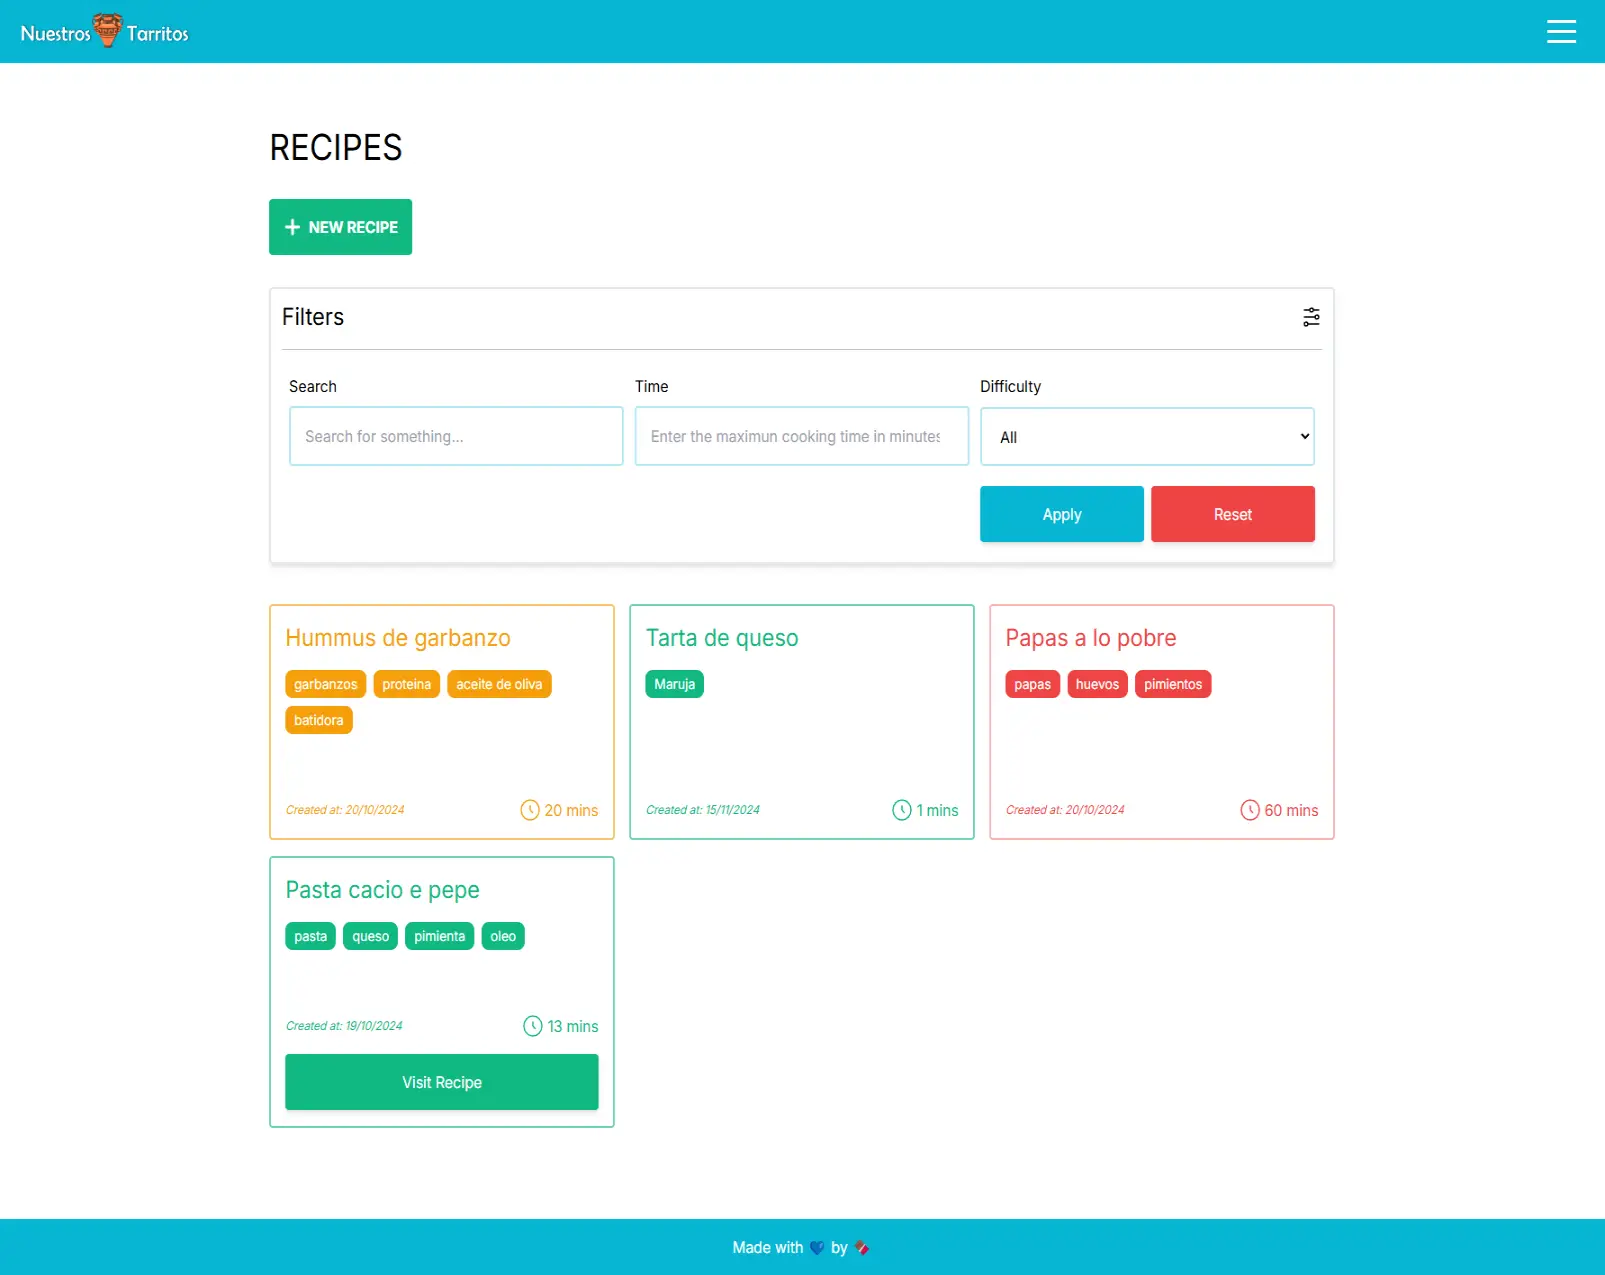 Nuestros Tarritos
RECIPES
NEW RECIPE
Filters
Search
Time
Difficulty
Search for something...
Enter the maximun cooking time in minutes
All
Apply
Reset
Hummus de garbanzo
garbanzos
proteina
aceite de oliva
batidora
Created at: 20/10/2024
20 mins
Tarta de queso
Maruja
Created at: 15/11/2024
1 mins
Papas a lo pobre
papas
huevos
pimientos
Created at: 20/10/2024
60 mins
Pasta cacio e pepe
pasta
queso
pimienta
oleo
Created at: 19/10/2024
13 mins
Visit Recipe
Made with 💙 by 🍫